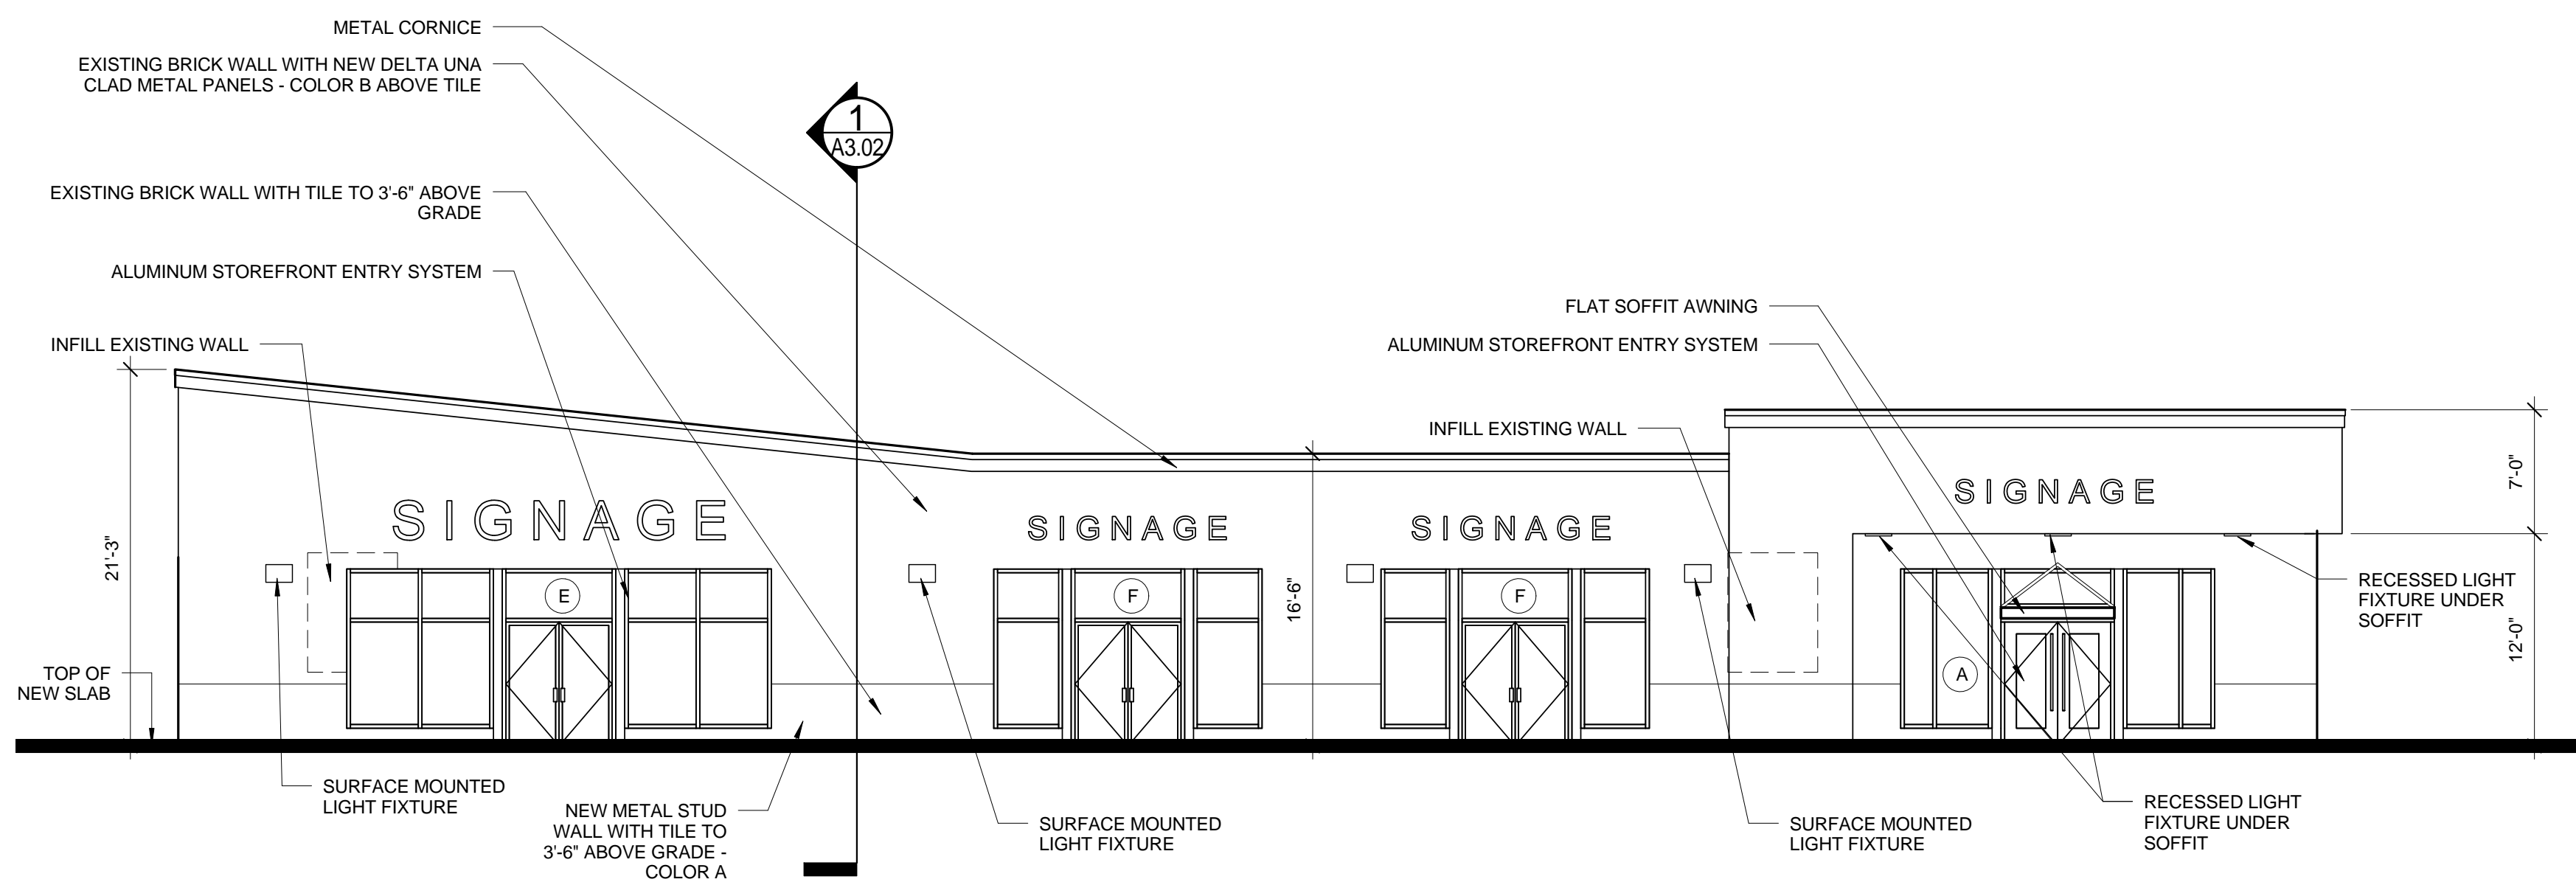 METAL CORNICE
EXISTING BRICK WALL WITH NEW DELTA UNA
CLAD METAL PANELS - COLOR B ABOVE TILE
1
A3.02
EXISTING BRICK WALL WITH TILE TO 3'-6" ABOVE
GRADE
ALUMINUM STOREFRONT ENTRY SYSTEM
INFILL EXISTING WALL
FLAT SOFFIT AWNING
ALUMINUM STOREFRONT ENTRY SYSTEM
INFILL EXISTING WALL
21'-3"
SIGNAGE
SIGNAGE
SIGNAGE
SIGNAGE
7'-0"
E
F
16'-6"
F
A
12'-0"
RECESSED LIGHT
FIXTURE UNDER
SOFFIT
TOP OF
NEW SLAB
SURFACE MOUNTED
LIGHT FIXTURE
NEW METAL STUD
WALL WITH TILE TO
3'-6" ABOVE GRADE -
COLOR A
SURFACE MOUNTED
LIGHT FIXTURE
SURFACE MOUNTED
LIGHT FIXTURE
RECESSED LIGHT
FIXTURE UNDER
SOFFIT